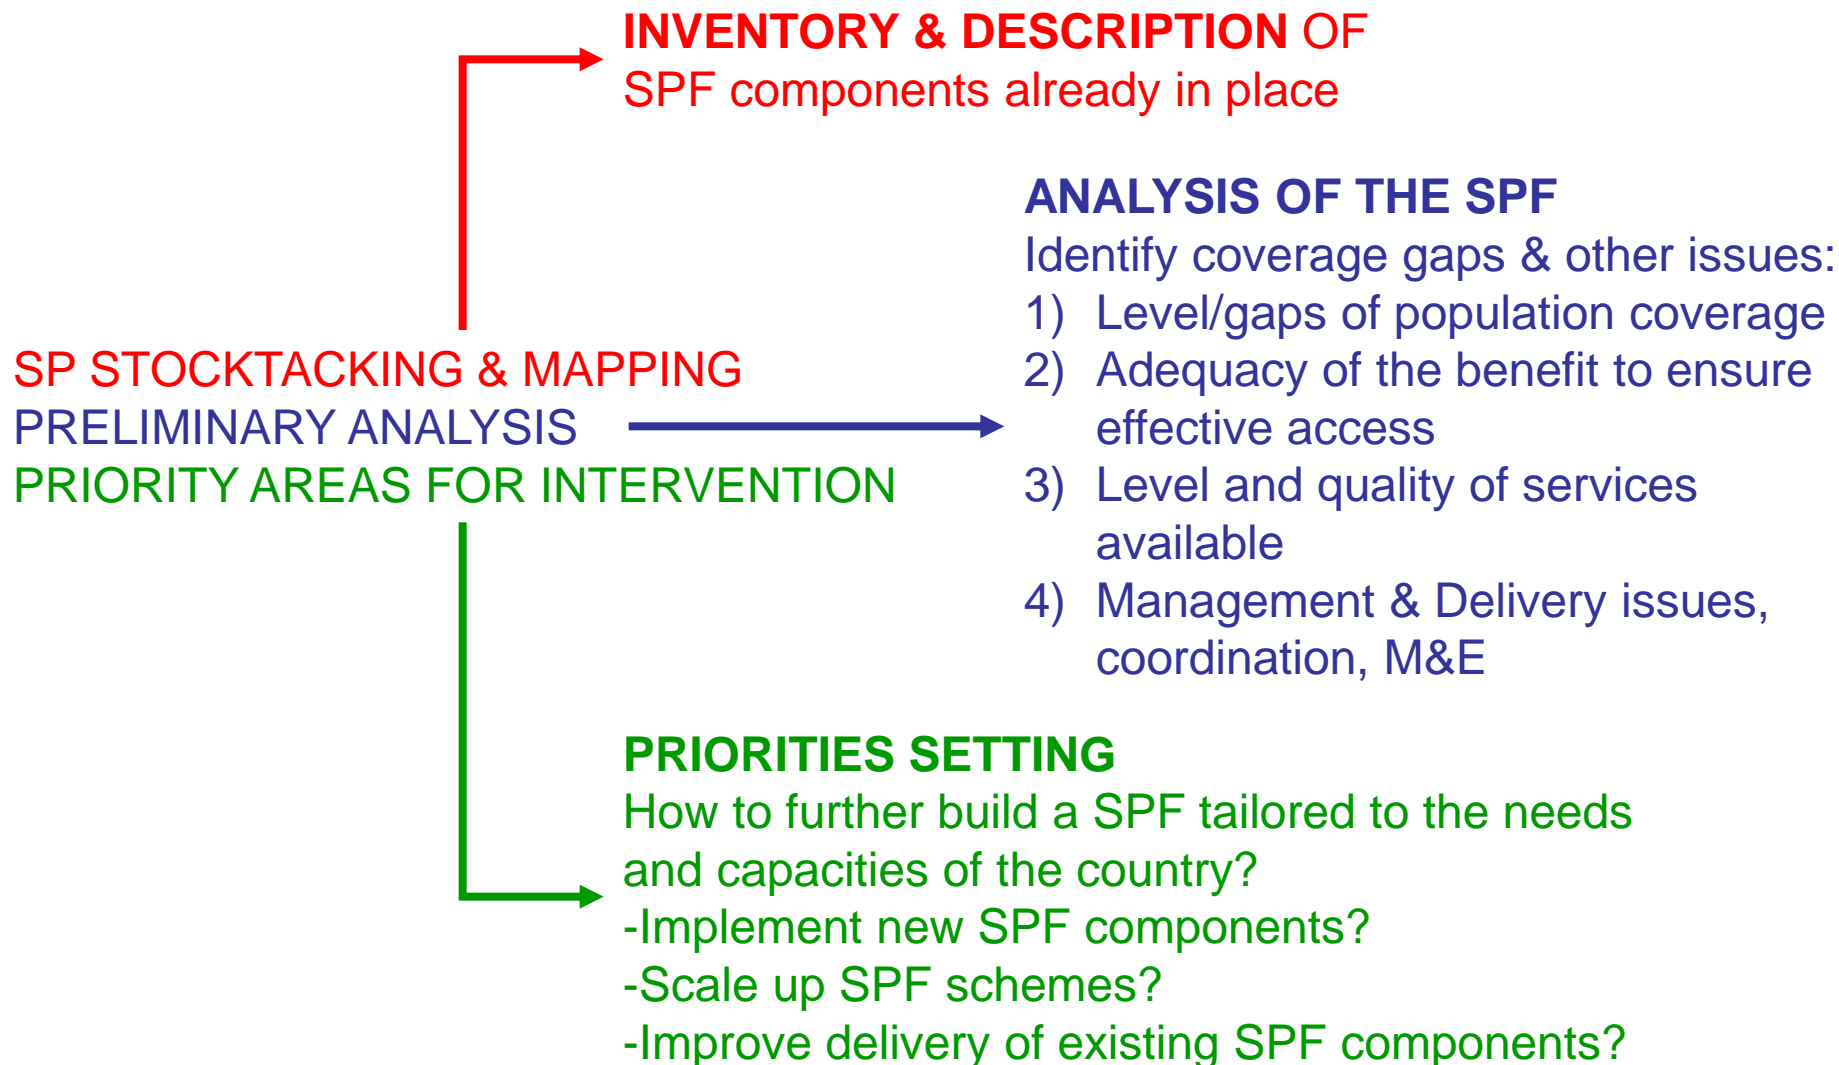 INVENTORY & DESCRIPTION OF
SPF components already in place
ANALYSIS OF THE SPF
Identify coverage gaps & other issues:
1) Level/gaps of population coverage
2) Adequacy of the benefit to ensure
effective access
3) Level and quality of services
available
4) Management & Delivery issues,
coordination, M&E
SP STOCKTACKING & MAPPING
PRELIMINARY ANALYSIS
PRIORITY AREAS FOR INTERVENTION
PRIORITIES SETTING
How to further build a SPF tailored to the needs
and capacities of the country?
-Implement new SPF components?
-Scale up SPF schemes?
-Improve delivery of existing SPF components?